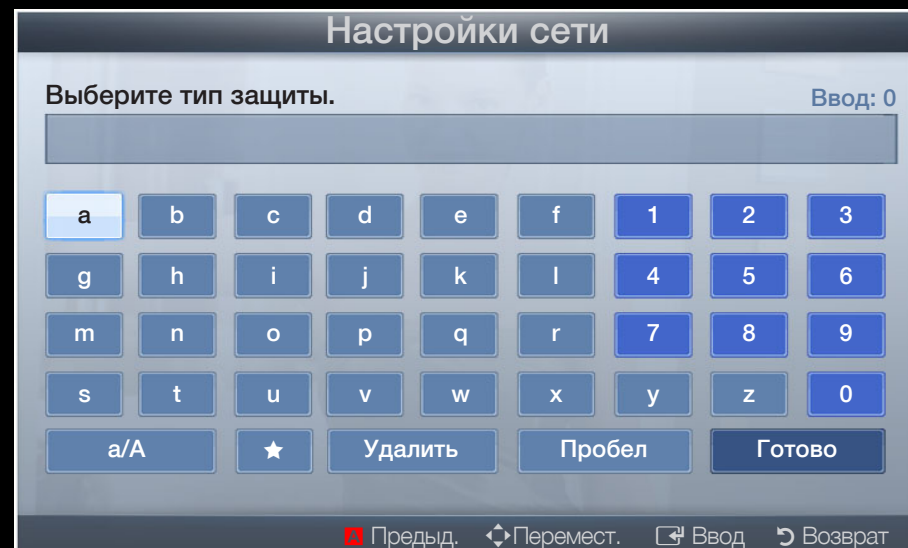 Настройки сети
Выберите тип защиты.
Ввод: 0
a b c d e f 1 2 3
g h i j k l 4 5 6
m n o p q r 7 8 9
s t u v w x y z 0
a/A ★ Удалить Пробел Готово
A Предыд. Перемест. Ввод Возврат